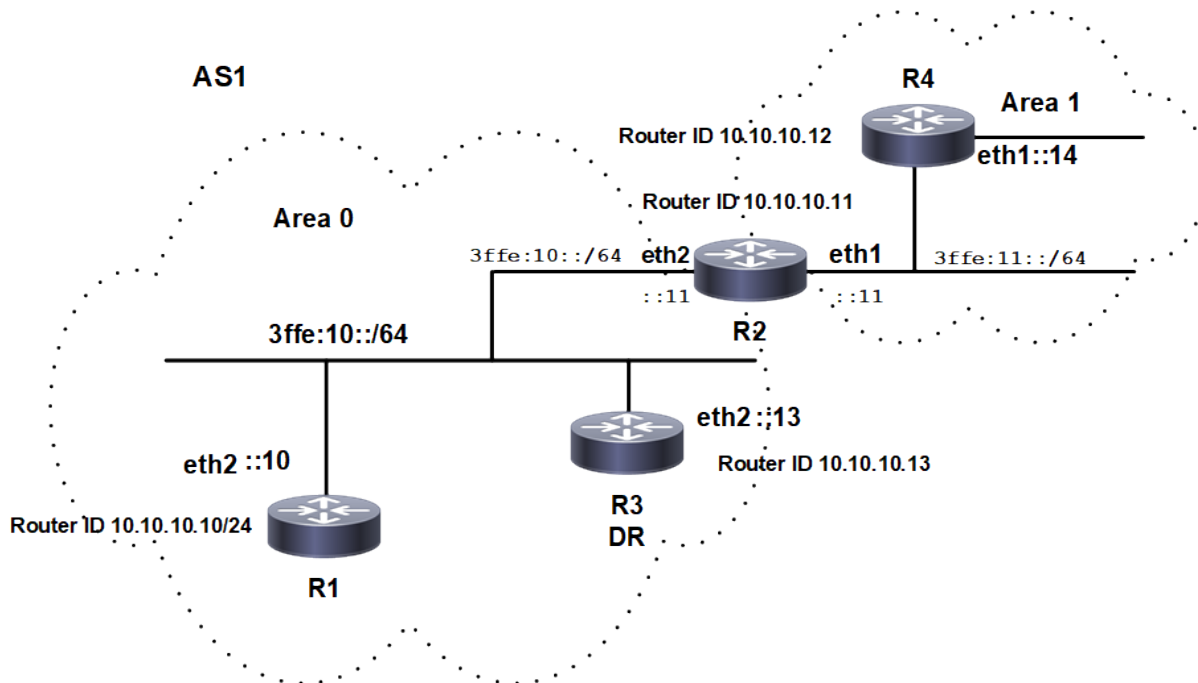 AS1
R4
Area 1
Router ID 10.10.10.12
eth1::14
Router ID 10.10.10.11
Area 0
3ffe:10::/64
eth2
eth1
3ffe:11::/64
::11
::11
R2
3ffe:10::/64
eth2 ::13
eth2 ::10
Router ID 10.10.10.13
R3
DR
Router ID 10.10.10.10/24
R1